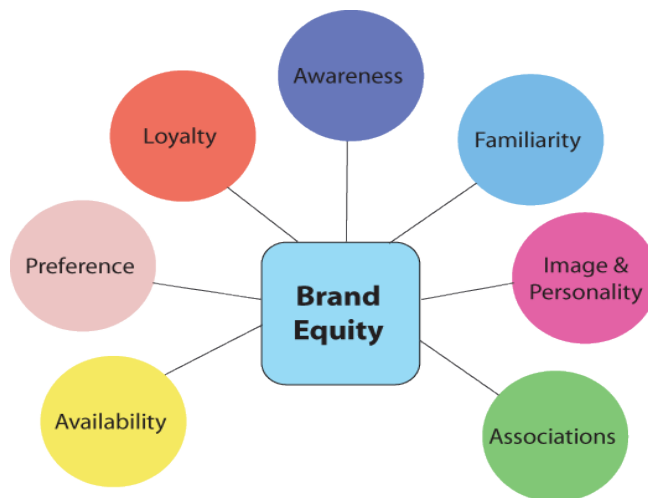 Awareness
Loyalty
Familiarity
Preference
Brand
Equity
Image &
Personality
Availability
Associations